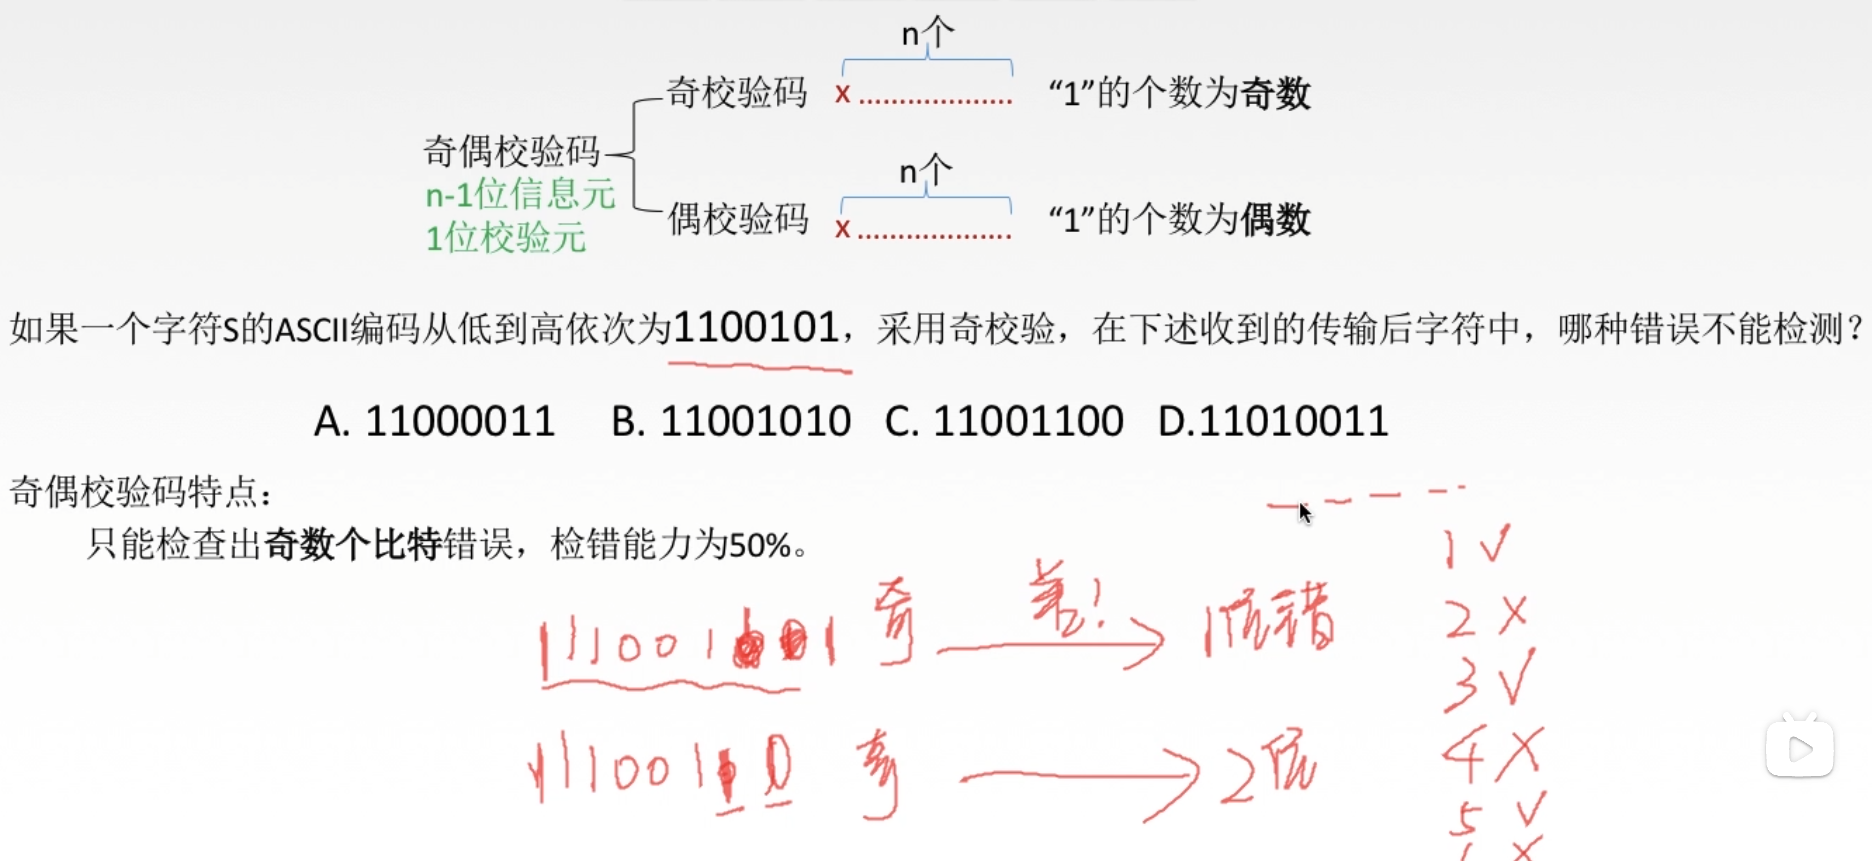 n个
奇校验码 x ................... “1”的个数为奇数
奇偶校验码
n-1位信息元
1位校验元
n个
偶校验码 x ................... “1”的个数为偶数
如果一个字符S的ASCII编码从低到高依次为1100101，采用奇校验，在下述收到的传输后字符中，哪种错误不能检测？
A. 11000011 B. 11001010 C. 11001100 D.11010011
奇偶校验码特点：
只能检查出奇数个比特错误，检错能力为50%。
奇 差! 1位错
奇 2位
1 √
2 X
3 √
4 X
5 √